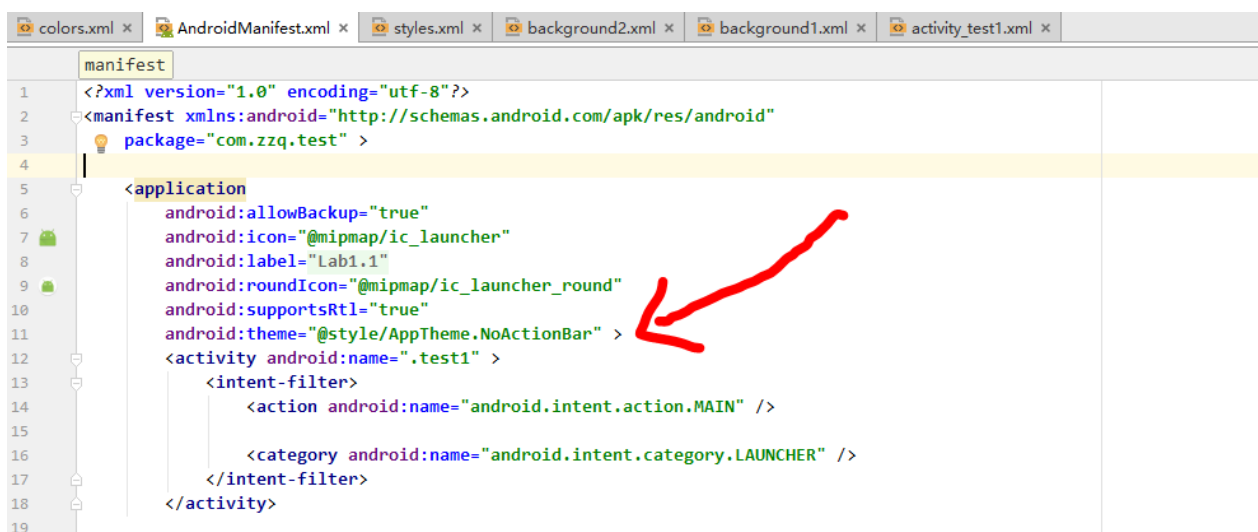 colors.xml × AndroidManifest.xml × styles.xml × background2.xml × background1.xml × activity_test1.xml ×
manifest
1 <?xml version="1.0" encoding="utf-8"?>
2 <manifest xmlns:android="http://schemas.android.com/apk/res/android"
3 package="com.zzq.test" >
4
5 <application
6 android:allowBackup="true"
7 android:icon="@mipmap/ic_launcher"
8 android:label="Lab1.1"
9 android:roundIcon="@mipmap/ic_launcher_round"
10 android:supportsRtl="true"
11 android:theme="@style/AppTheme.NoActionBar" >
12 <activity android:name=".test1" >
13 <intent-filter>
14 <action android:name="android.intent.action.MAIN" />
15
16 <category android:name="android.intent.category.LAUNCHER" />
17 </intent-filter>
18 </activity>
19